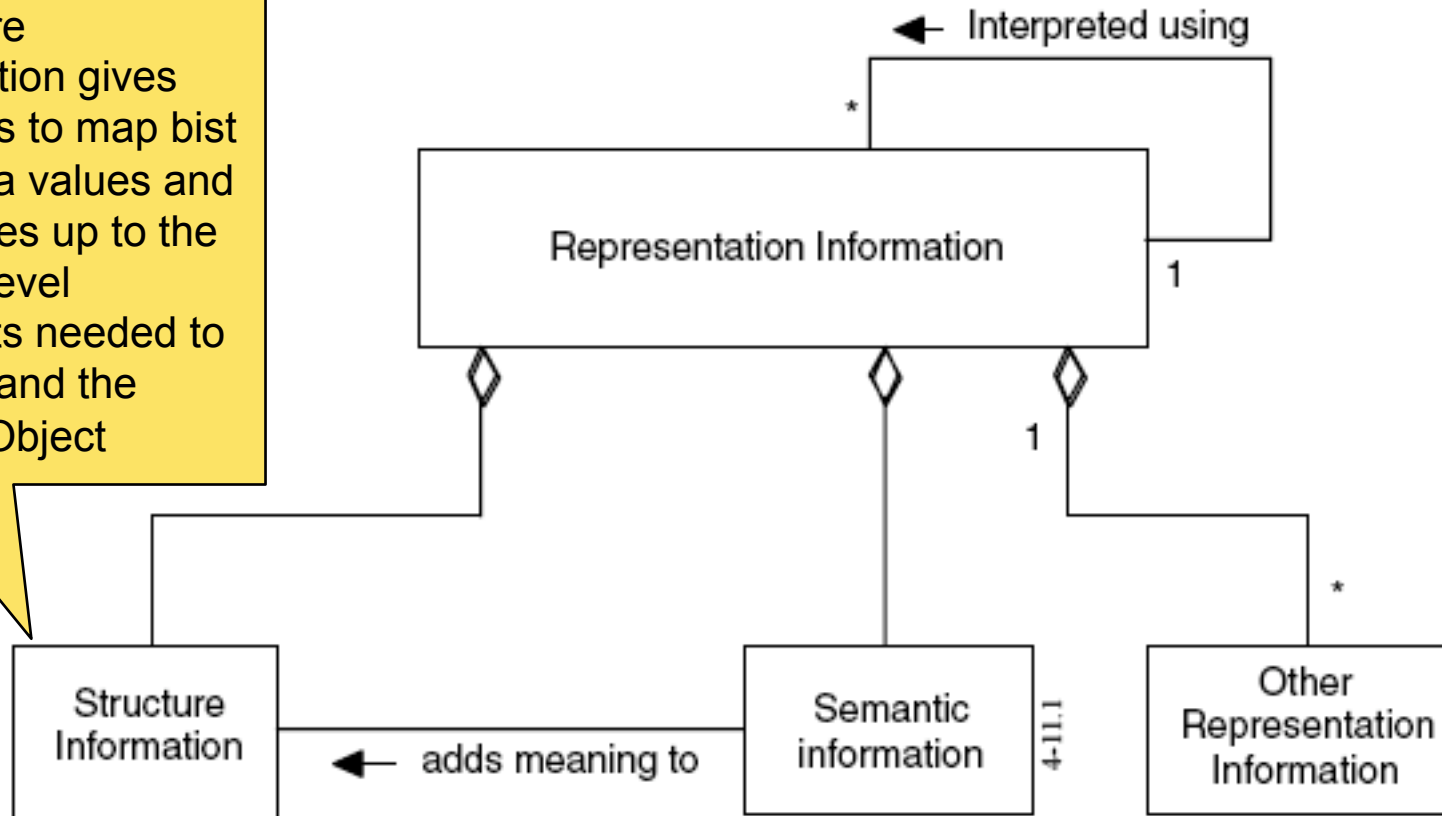 re
tion gives
s to map bist
a values and
es up to the
evel
ts needed to
and the
Object
Interpreted using
*
Representation Information
1
1
*
Structure
Information
adds meaning to
Semantic
information
4-11.1
Other
Representation
Information